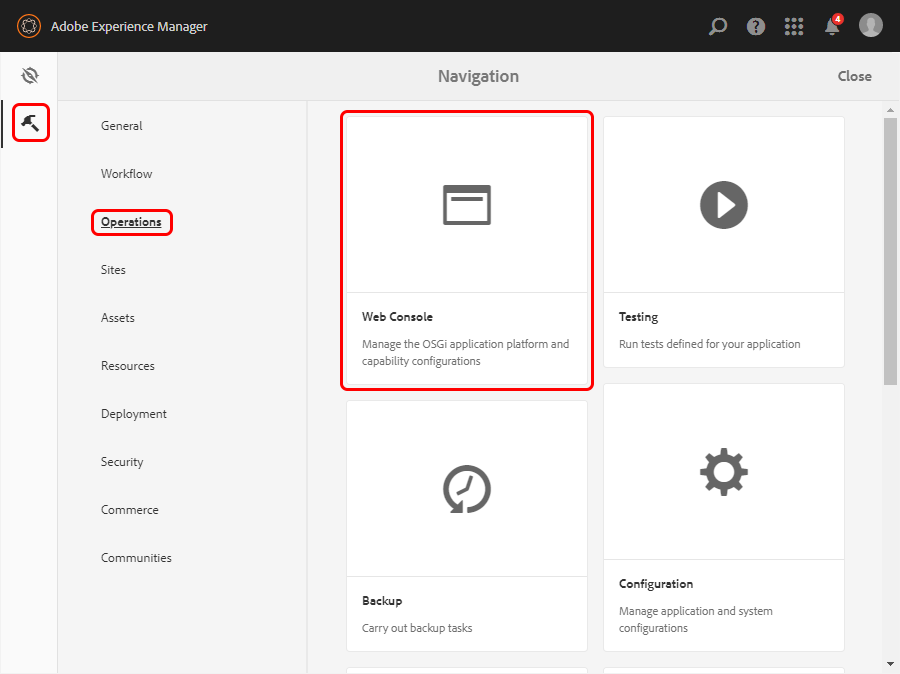 Adobe Experience Manager
4
Navigation
Close
General
Workflow
Operations
Sites
Assets
Resources
Deployment
Security
Commerce
Communities
Web Console
Manage the OSGi application platform and
capability configurations
Testing
Run tests defined for your application
Backup
Carry out backup tasks
Configuration
Manage application and system
configurations